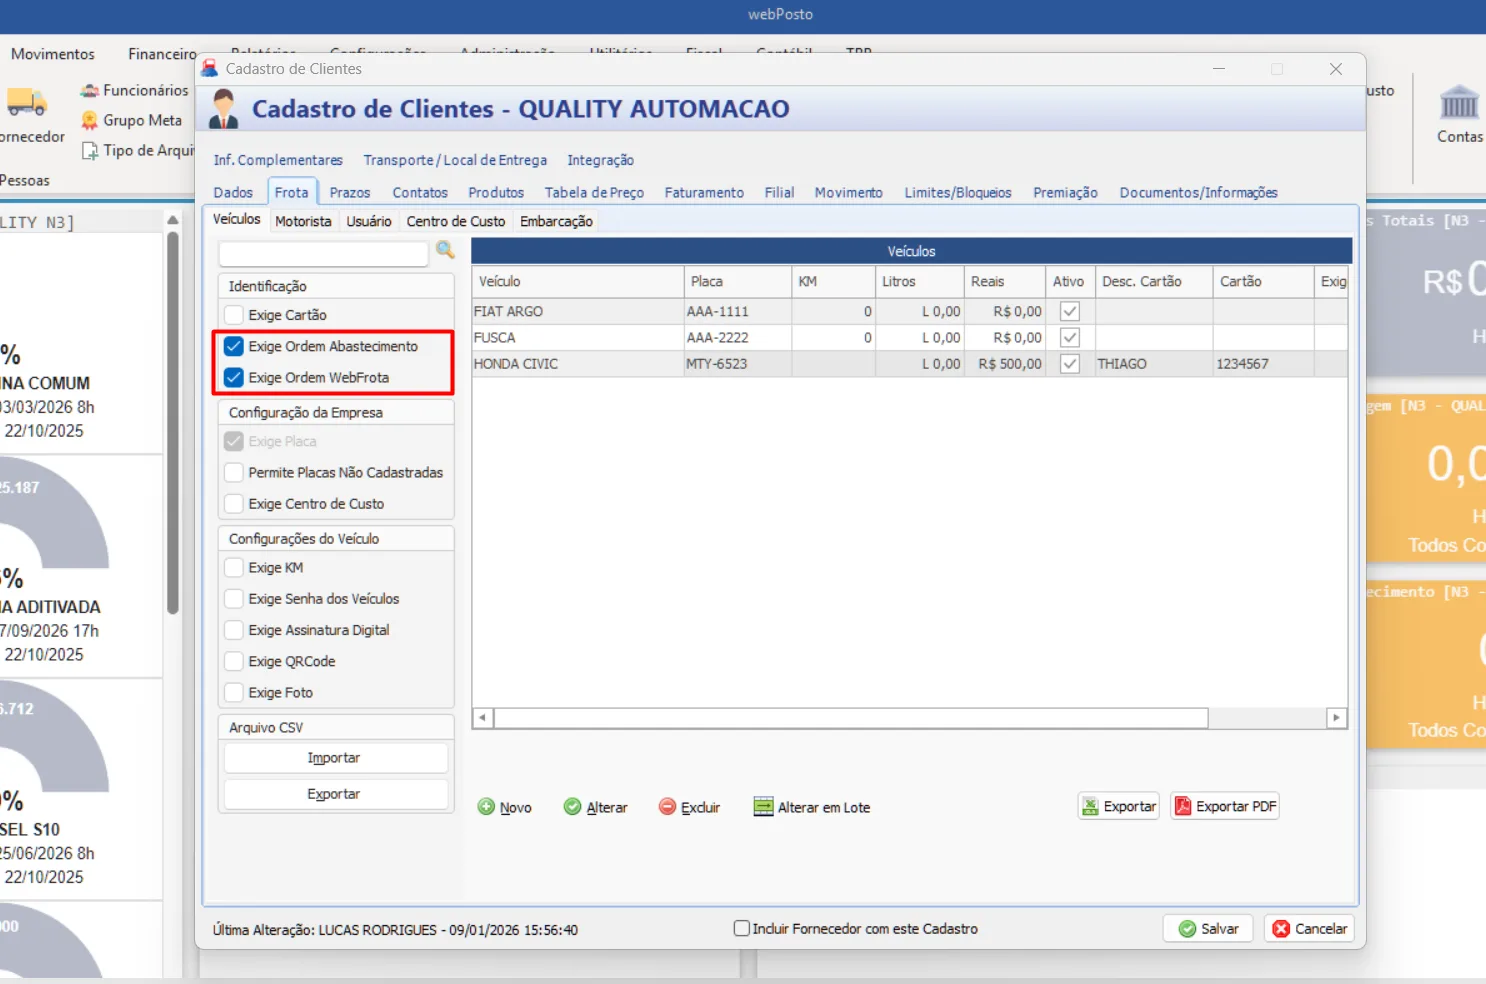 webPosto
Movimentos
Financeiro
Cadastro de Clientes
Funcionários
Grupo Meta
Tipo de Arqui
ornecedor
Pessoas
usto
Contas
Cadastro de Clientes - QUALITY AUTOMACAO
Inf. Complementares
Transporte / Local de Entrega
Integração
Dados
Frota
Prazos
Contatos
Produtos
Tabela de Preço
Faturamento
Filial
Movimento
Limites/Bloqueios
Premiação
Documentos/Informações
Veículos
Motorista
Usuário
Centro de Custo
Embarcação
Identificação
Exige Cartão
Exige Ordem Abastecimento
Exige Ordem WebFrota
Configuração da Empresa
Exige Placa
Permite Placas Não Cadastradas
Exige Centro de Custo
Configurações do Veículo
Exige KM
Exige Senha dos Veículos
Exige Assinatura Digital
Exige QRCode
Exige Foto
Arquivo CSV
Importar
Exportar
Veículos
Veículo Placa KM Litros Reais Ativo Desc. Cartão Cartão Exig
FIAT ARGO AAA-1111 0 L 0,00 R$ 0,00
FUSCA AAA-2222 0 L 0,00 R$ 0,00
HONDA CIVIC MTY-6523 L 0,00 R$ 500,00 THIAGO 1234567
Novo
Alterar
Excluir
Alterar em Lote
Exportar
Exportar PDF
Última Alteração: LUCAS RODRIGUES - 09/01/2026 15:56:40
Incluir Fornecedor com este Cadastro
Salvar
Cancelar
LITY N3]
%
NA COMUM
03/03/2026 8h
22/10/2025
25.187
%
A ADITIVADA
7/09/2026 17h
22/10/2025
6.712
%
SEL S10
25/06/2026 8h
22/10/2025
000
s Totais [N3 -
R$ 0
H
gem [N3 - QUAL
0,0
H
Todos Co
ecimento [N3 -
H
Todos Co